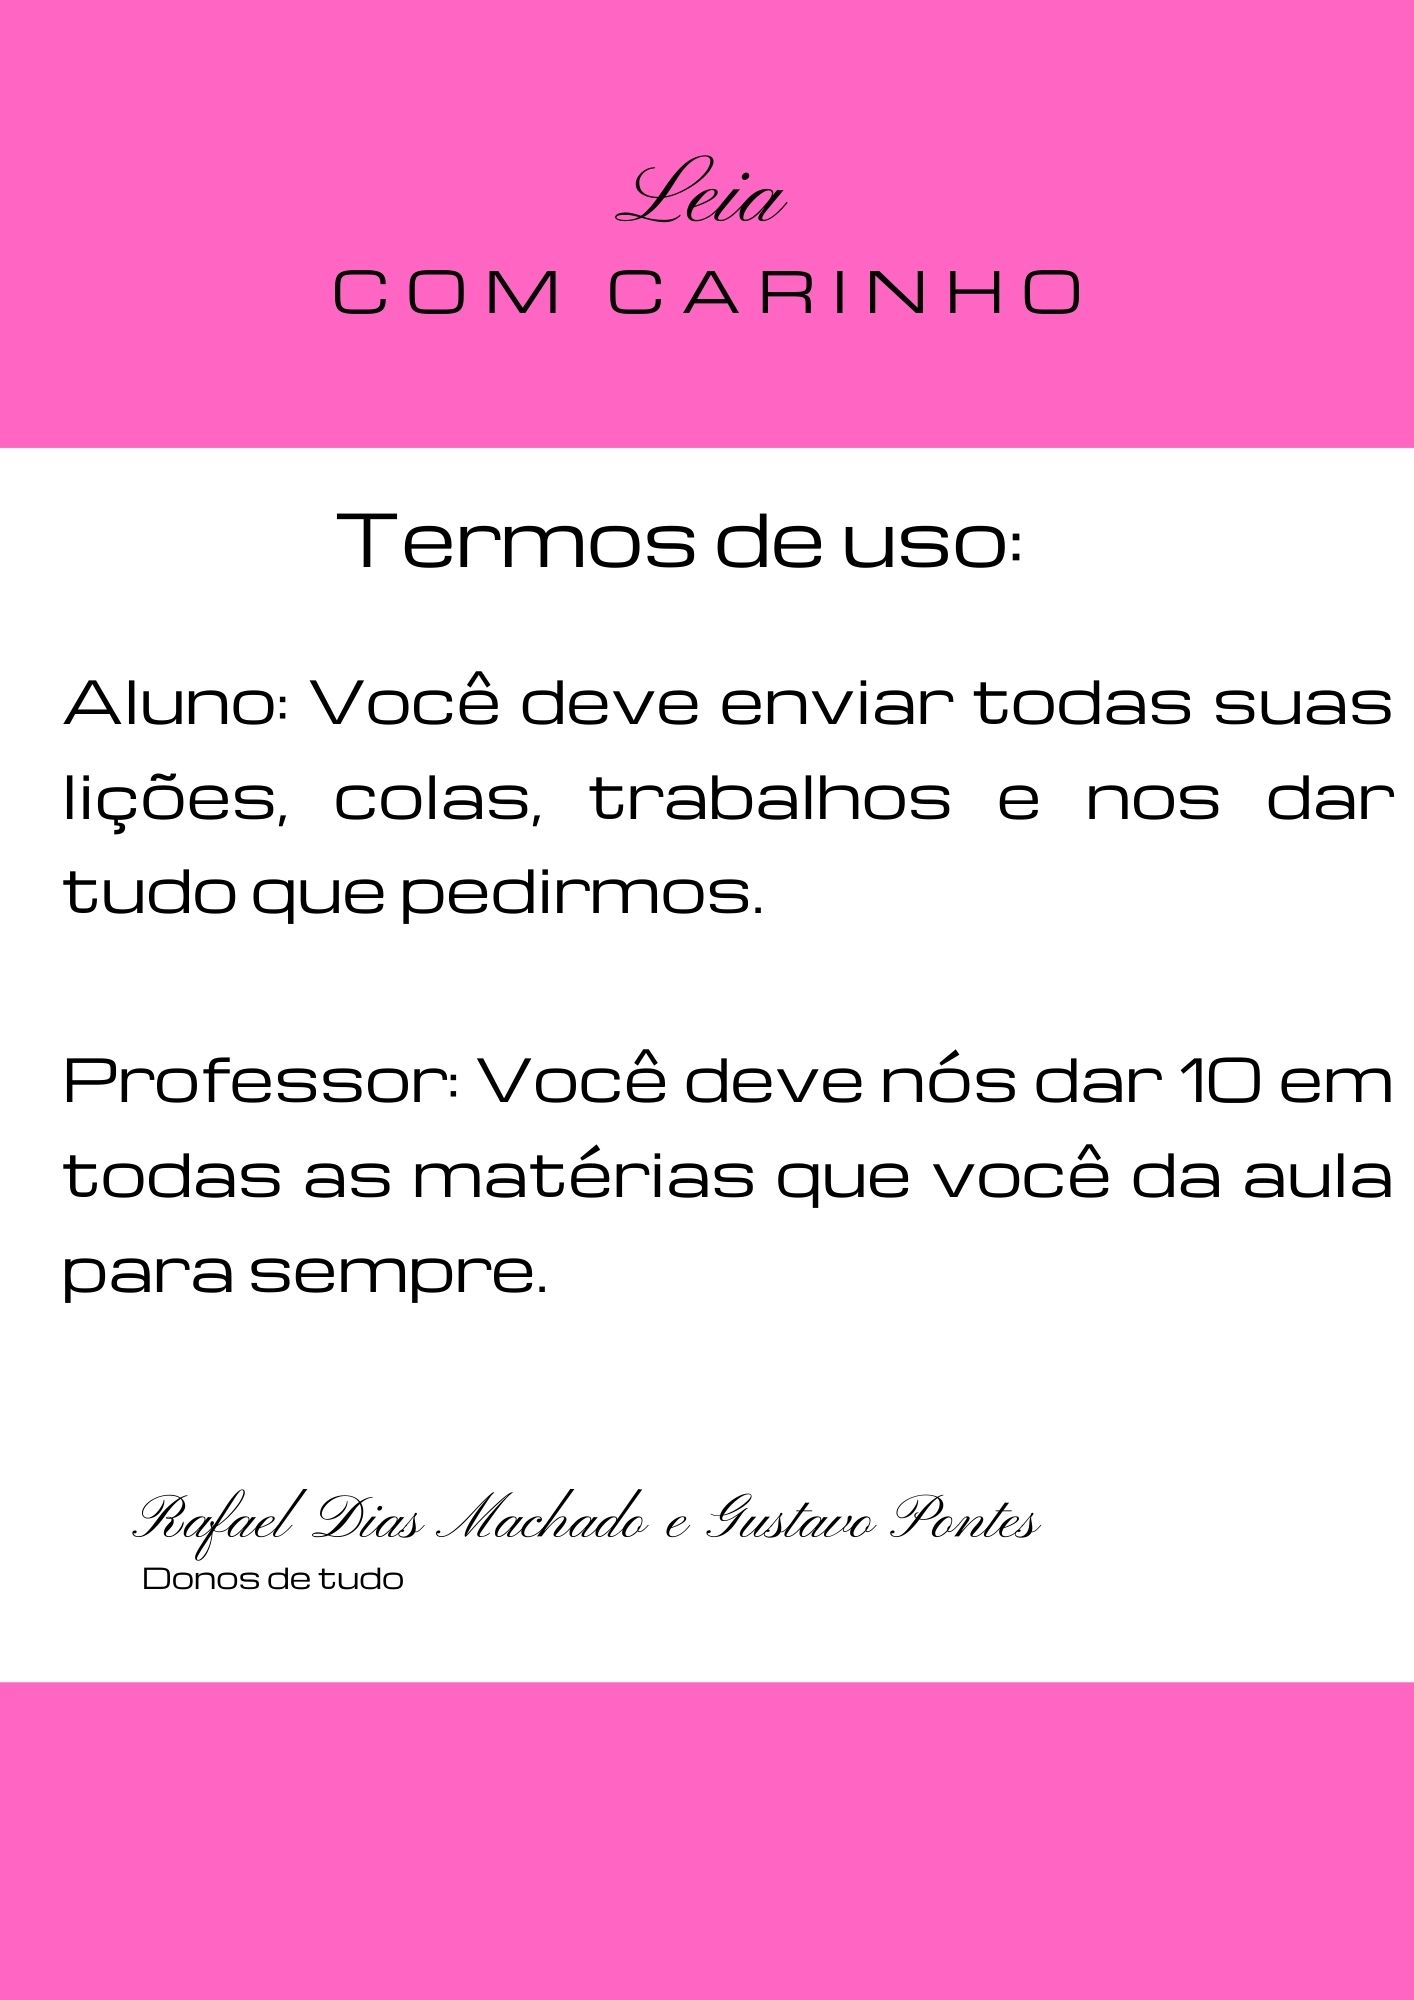 Leia
COM CARINHO
Termos de uso:
Aluno: Você deve enviar todas suas
lições, colas, trabalhos e nos dar
tudo que pedirmos.
Professor: Você deve nós dar 10 em
todas as matérias que você da aula
para sempre.
Rafael Dias Machado e Gustavo Pontes
Donos de tudo